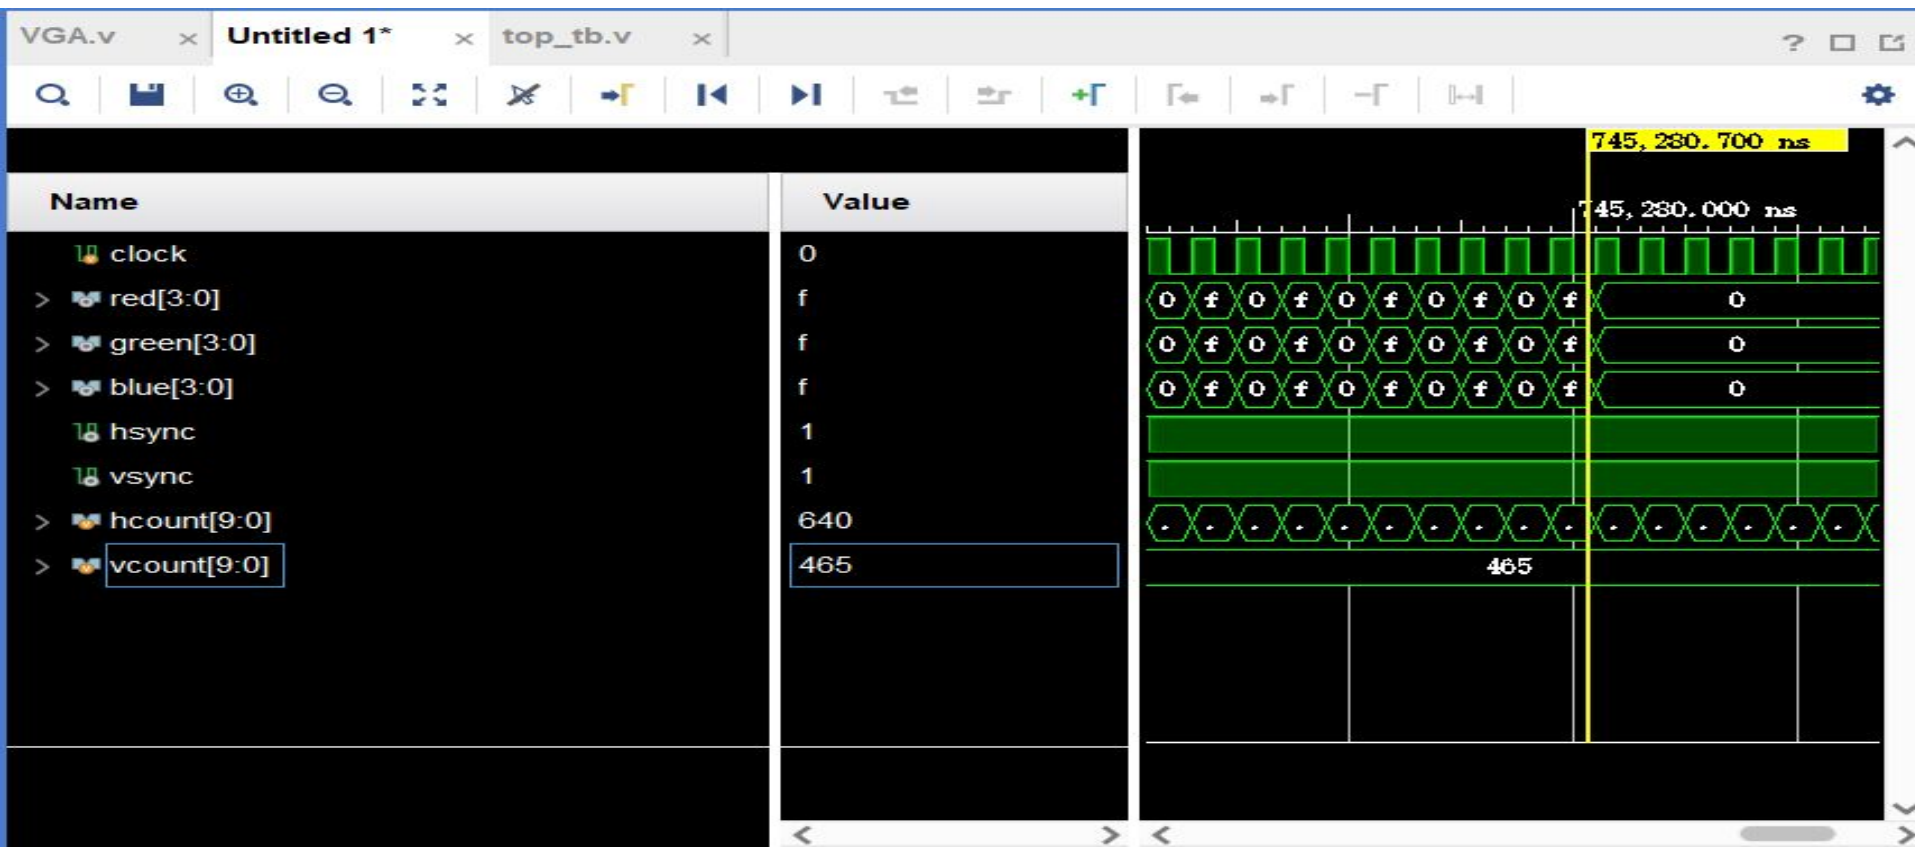 VGA.v × Untitled 1* × top_tb.v ×
?
745,280.700 ns
Name Value
745,280.000 ns
clock 0
> red[3:0] f 0 f 0 f 0 f 0 f 0 f 0
> green[3:0] f 0 f 0 f 0 f 0 f 0 f 0
> blue[3:0] f 0 f 0 f 0 f 0 f 0 f 0
hsync 1
vsync 1
> hcount[9:0] 640 . . . . . . . . . . . . . . . .
> vcount[9:0] 465 465